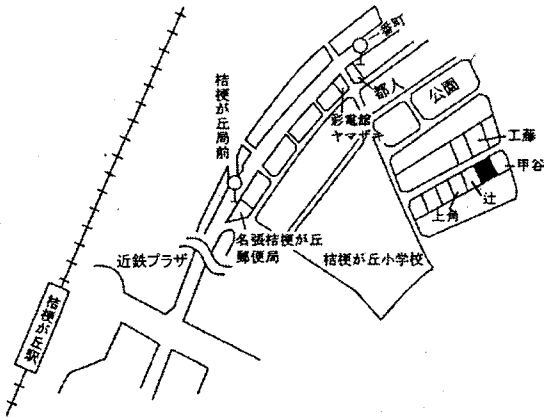 一番町
桔梗が丘局前
都人
公園
彩電館
ヤマザキ
工藤
甲谷
辻
上角
名張桔梗が丘
郵便局
桔梗が丘小学校
近鉄プラザ
桔梗が丘駅